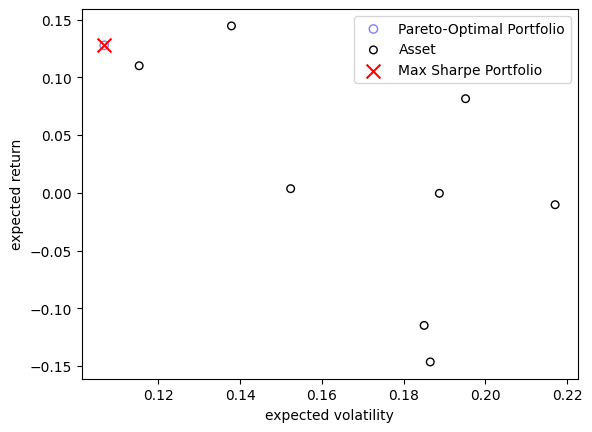 0.15
0.10
0.05
0.00
−0.05
−0.10
−0.15
expected return
Pareto-Optimal Portfolio
Asset
Max Sharpe Portfolio
0.12 0.14 0.16 0.18 0.20 0.22
expected volatility